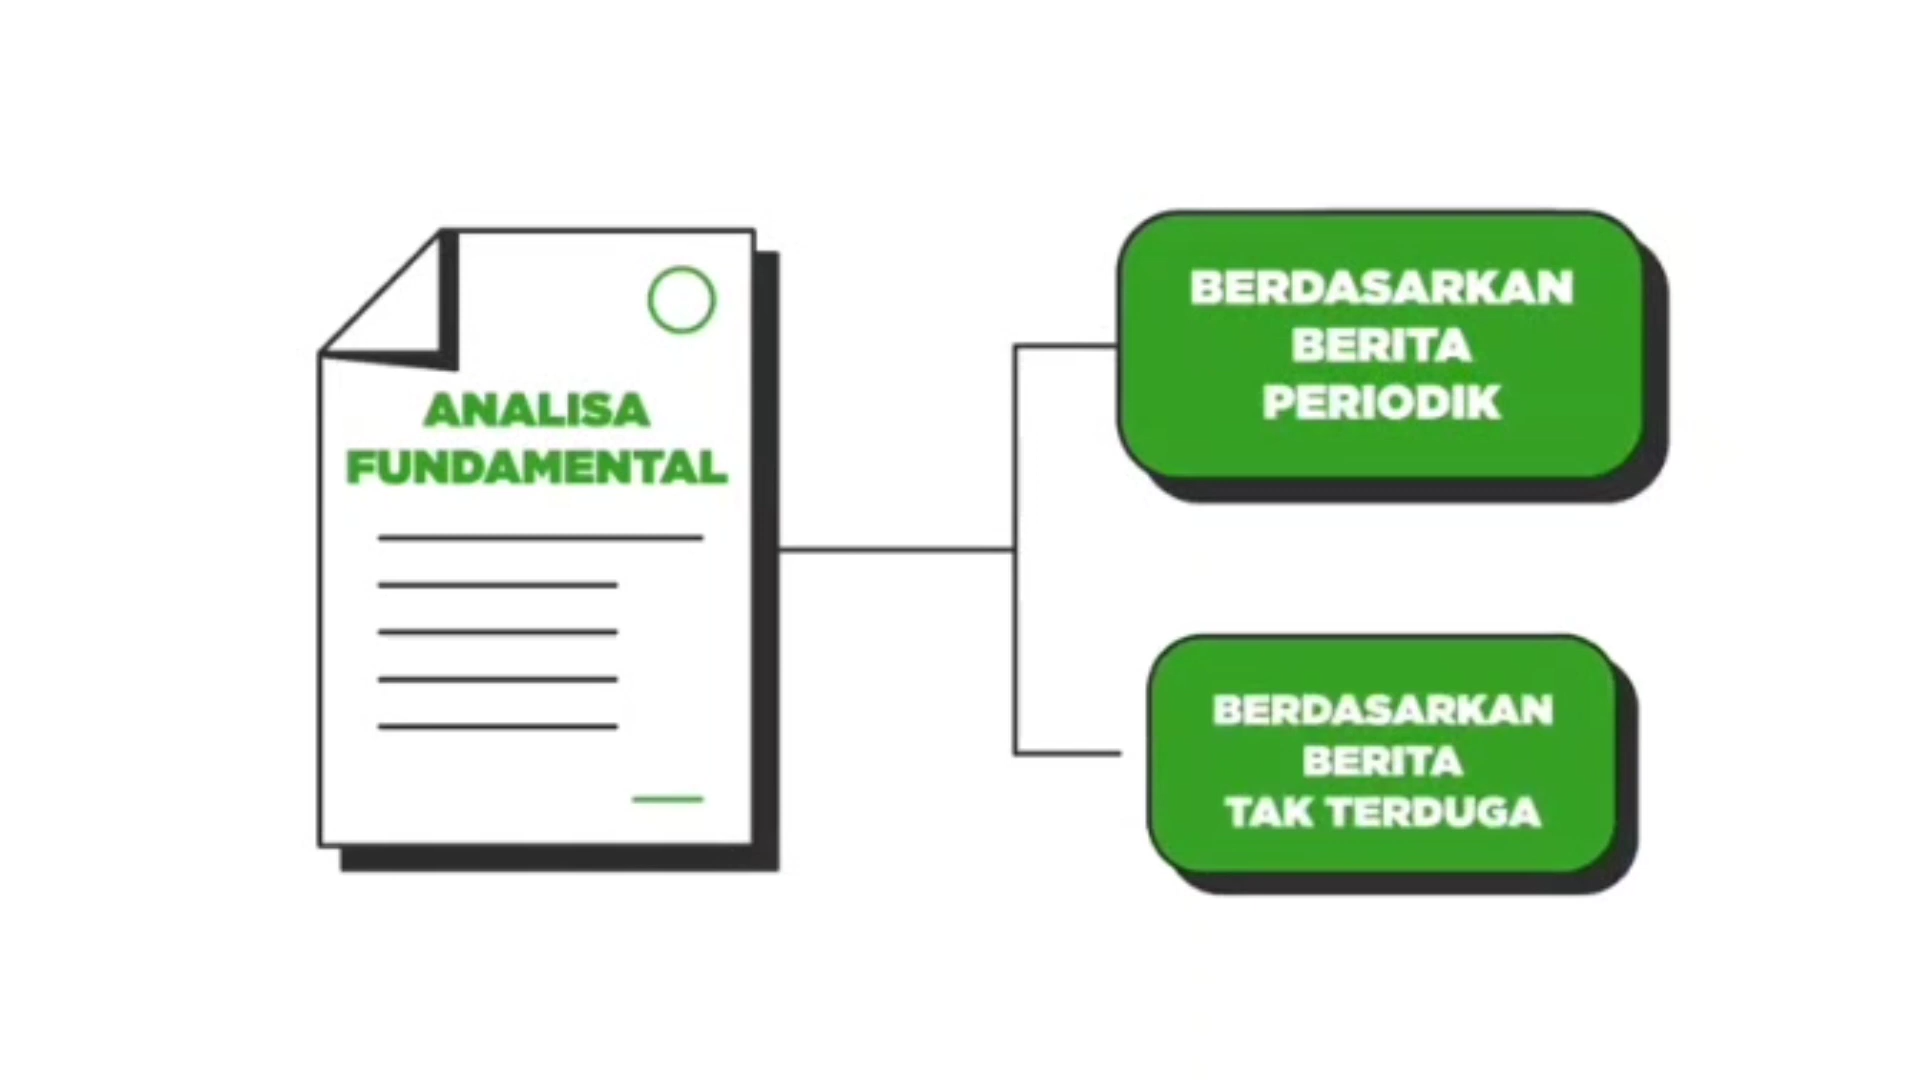 ANALISA
FUNDAMENTAL
BERDASARKAN
BERITA
PERIODIK
BERDASARKAN
BERITA
TAK TERDUGA